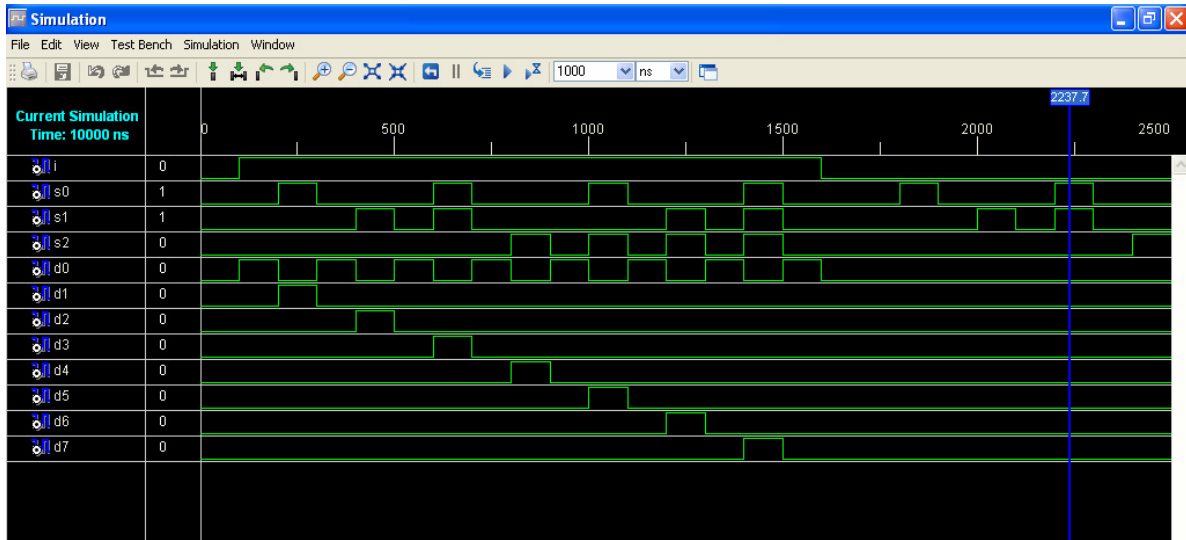 Simulation
File Edit View Test Bench Simulation Window
1000 ns
2237.7
Current Simulation
Time: 10000 ns
0 500 1000 1500 2000 2500
i 0
s0 1
s1 1
s2 0
d0 0
d1 0
d2 0
d3 0
d4 0
d5 0
d6 0
d7 0